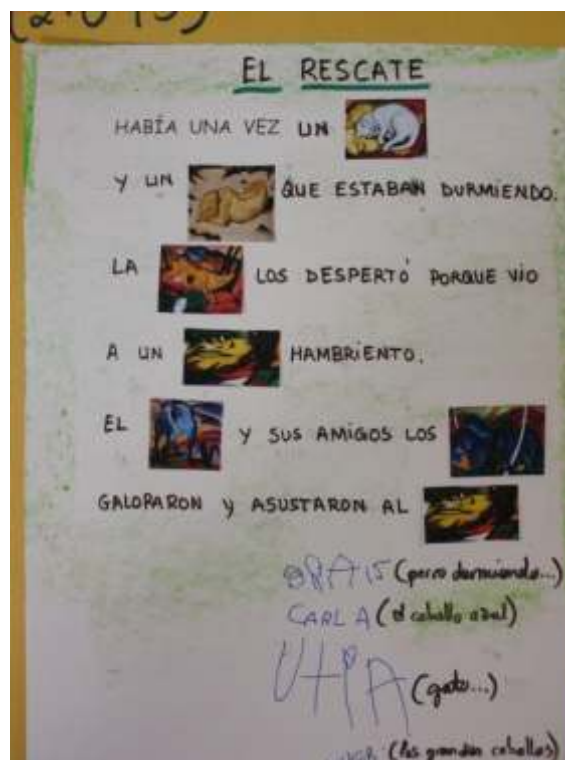 EL RESCATE
HABÍA UNA VEZ UN
Y UN QUE ESTABAN DURMIENDO.
LA LOS DESPERTÓ PORQUE VIO
A UN HAMBRIENTO.
EL Y SUS AMIGOS LOS
GALOPARON Y ASUSTARON AL
(perro durmiendo...)
CARLA (el caballo azul)
(gato...)
(los grandes caballos)